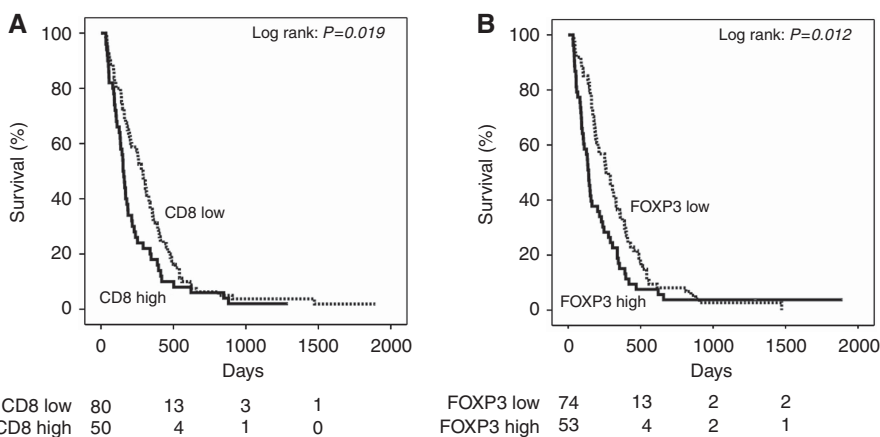 A
Log rank: P=0.019
100
80
60
40
20
0
Survival (%)
CD8 low
CD8 high
0 500 1000 1500 2000
Days
CD8 low 80 13 3 1
CD8 high 50 4 1 0
B
Log rank: P=0.012
100
80
60
40
20
0
Survival (%)
FOXP3 low
FOXP3 high
0 500 1000 1500 2000
Days
FOXP3 low 74 13 2 2
FOXP3 high 53 4 2 1